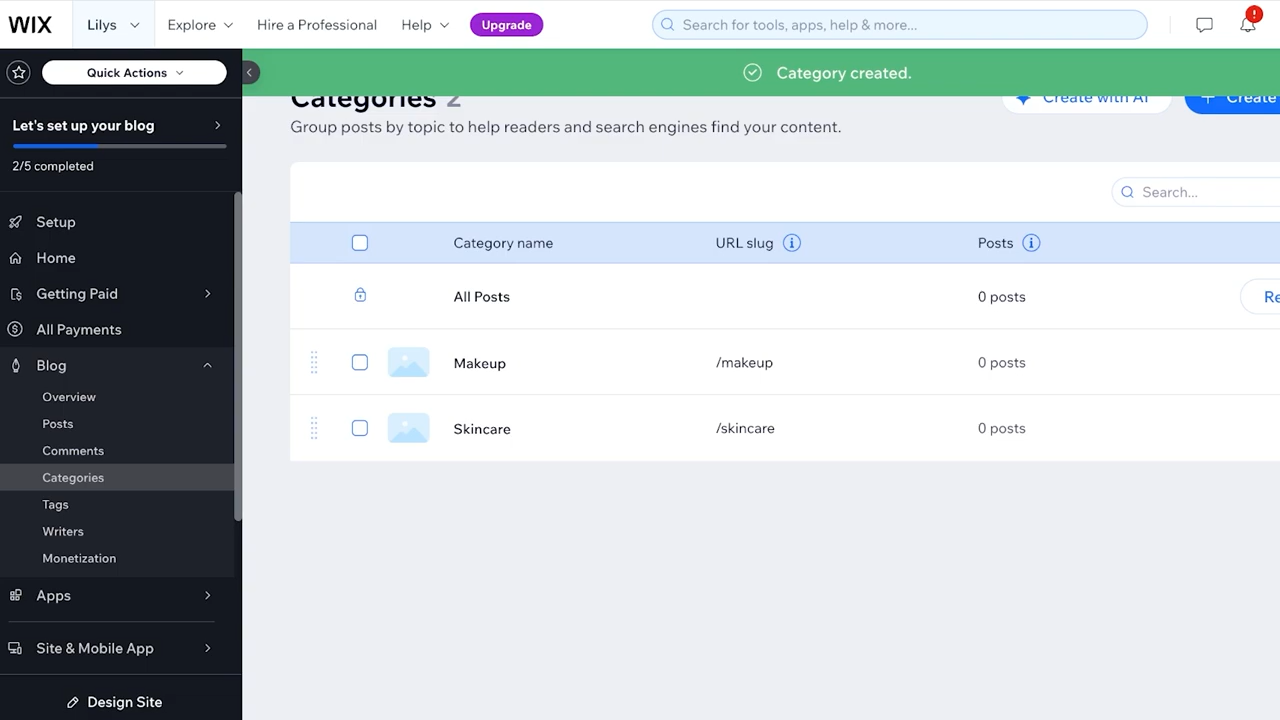 WIX
Lilys
Explore
Hire a Professional
Help
Upgrade
Search for tools, apps, help & more...
!
Quick Actions
Category created.
Categories 2
Create with AI
Create
Group posts by topic to help readers and search engines find your content.
Let's set up your blog
2/5 completed
Search...
Setup
Home
Getting Paid
All Payments
Blog
Overview
Posts
Comments
Categories
Tags
Writers
Monetization
Apps
Site & Mobile App
Design Site
Category name
URL slug
Posts
All Posts
0 posts
Re
Makeup
/makeup
0 posts
Skincare
/skincare
0 posts